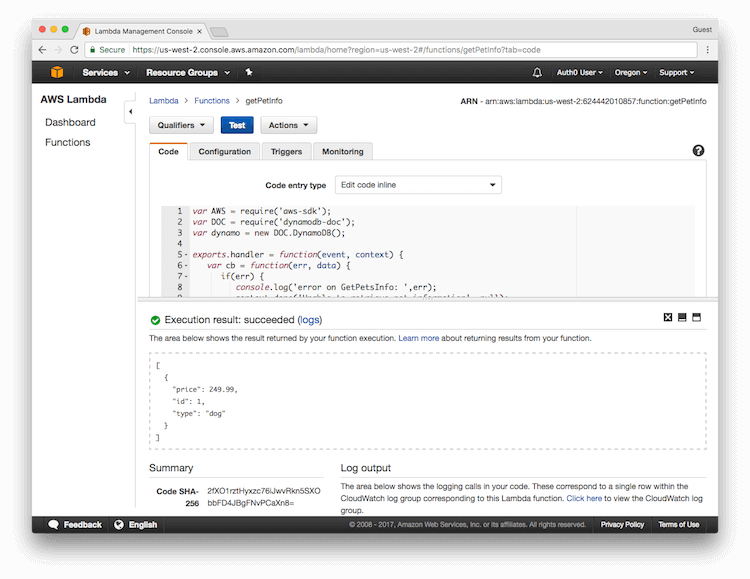 Lambda Management Console
Guest
Secure https://us-west-2.console.aws.amazon.com/lambda/home?region=us-west-2#/functions/getPetInfo?tab=code
Services Resource Groups Auth0 User Oregon Support
AWS Lambda
Dashboard
Functions
Lambda Functions getPetInfo
ARN - arn:aws:lambda:us-west-2:624442010857:function:getPetInfo
Qualifiers Test Actions
Code Configuration Triggers Monitoring
Code entry type Edit code inline
1 var AWS = require('aws-sdk');
2 var DOC = require('dynamodb-doc');
3 var dynamo = new DOC.DynamoDB();
4
5 exports.handler = function(event, context) {
6 var cb = function(err, data) {
7 if(err) {
8 console.log('error on GetPetsInfo: ',err);
Execution result: succeeded (logs)
The area below shows the result returned by your function execution. Learn more about returning results from your function.
[
{
"price": 249.99,
"id": 1,
"type": "dog"
}
]
Summary
Code SHA-256
2fXO1rztHyxzc76iJwvRkn5SXO
bbFD4JBgFNvPCaXn8=
Log output
The area below shows the logging calls in your code. These correspond to a single row within the
CloudWatch log group corresponding to this Lambda function. Click here to view the CloudWatch log
group.
Feedback English
© 2008 - 2017, Amazon Web Services, Inc. or its affiliates. All rights reserved. Privacy Policy Terms of Use